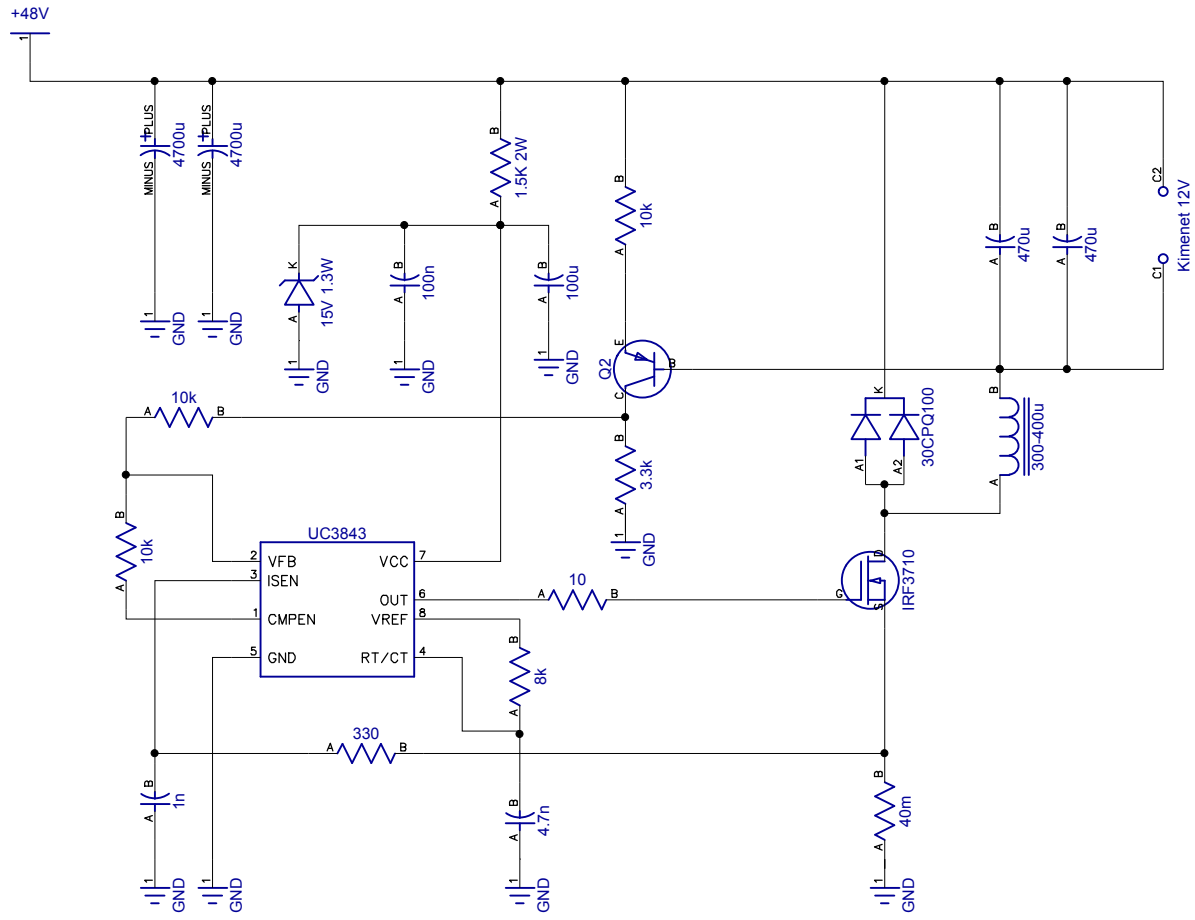 +48V
1
PLUS
+
MINUS
4700u
PLUS
+
MINUS
4700u
B
1.5K 2W
A
B
10k
A
B
470u
A
B
470u
A
C2
C1
Kimenet 12V
K
15V 1.3W
A
B
100n
A
B
100u
A
1
GND
1
GND
1
GND
1
GND
1
GND
E
Q2
B
C
10k
A
B
B
3.3k
A
1
GND
K
30CPQ100
A1
A2
B
300-400u
A
B
10k
A
UC3843
2
VFB
VCC
7
3
ISEN
OUT
6
1
CMPEN
VREF
8
5
GND
RT/CT
4
10
A
B
G
D
S
IRF3710
B
8k
A
330
A
B
B
1n
A
B
4.7n
A
B
40m
A
1
GND
1
GND
1
GND
1
GND